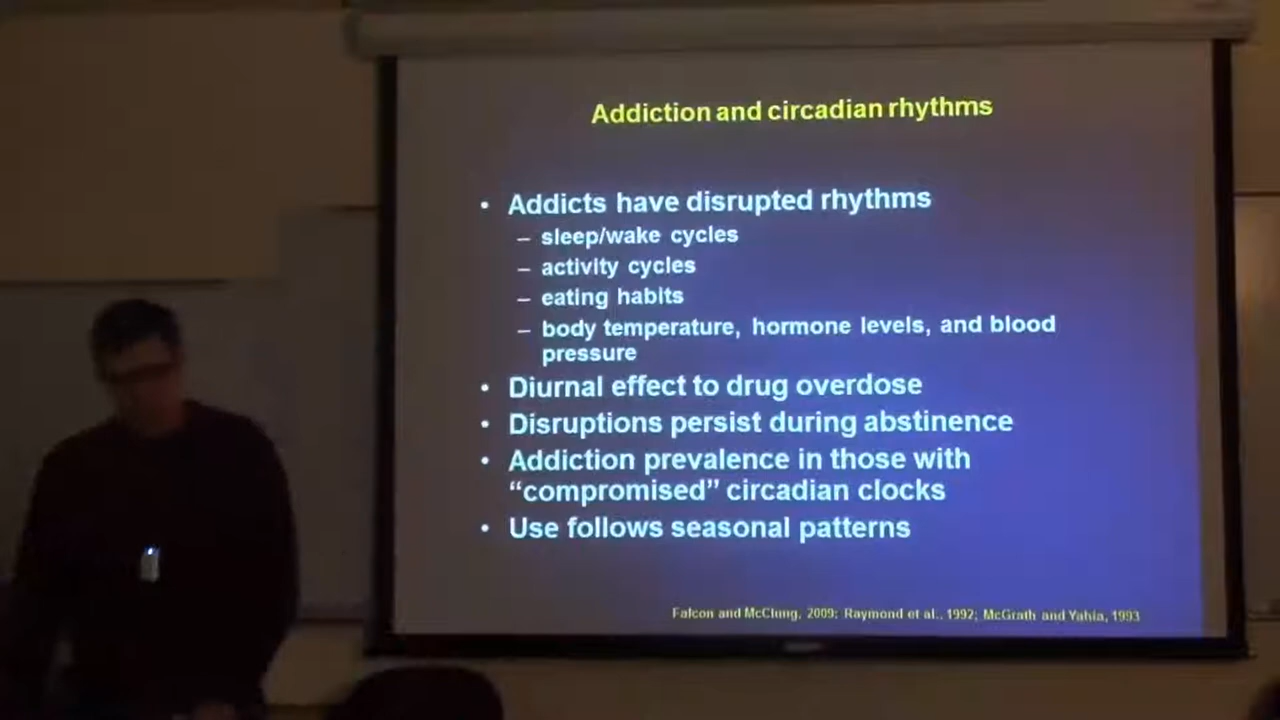 Addiction and circadian rhythms
• Addicts have disrupted rhythms
– sleep/wake cycles
– activity cycles
– eating habits
– body temperature, hormone levels, and blood
pressure
• Diurnal effect to drug overdose
• Disruptions persist during abstinence
• Addiction prevalence in those with
“compromised” circadian clocks
• Use follows seasonal patterns
Falcon and McClung, 2009; Raymond et al., 1992; McGrath and Yahia, 1993